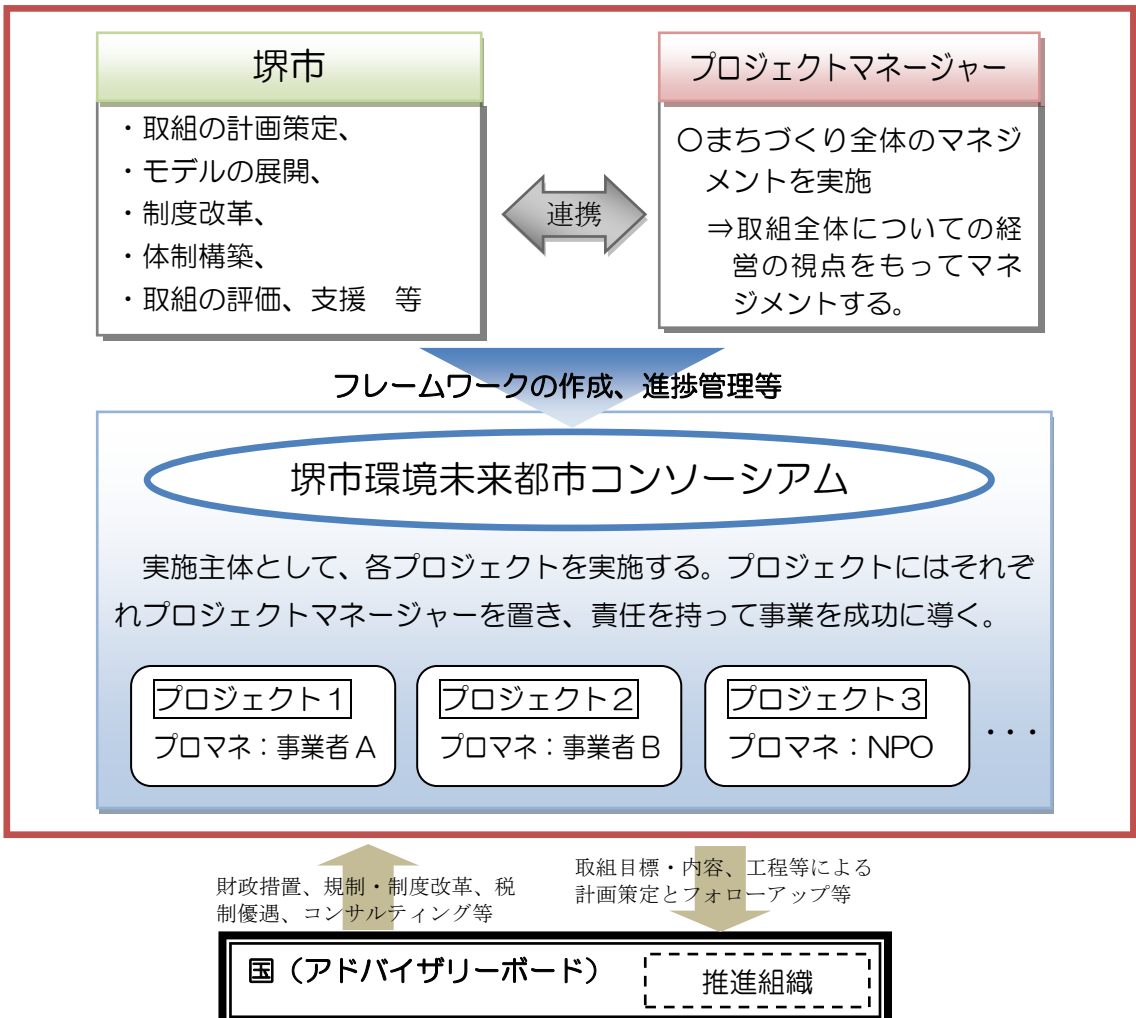 堺市
・取組の計画策定、
・モデルの展開、
・制度改革、
・体制構築、
・取組の評価、支援　等
連携
プロジェクトマネージャー
〇まちづくり全体のマネジ
メントを実施
⇒取組全体についての経
営の視点をもってマネ
ジメントする。
フレームワークの作成、進捗管理等
堺市環境未来都市コンソーシアム
実施主体として、各プロジェクトを実施する。プロジェクトにはそれぞ
れプロジェクトマネージャーを置き、責任を持って事業を成功に導く。
プロジェクト１
プロマネ：事業者A
プロジェクト２
プロマネ：事業者B
プロジェクト３
プロマネ：NPO
・・・
財政措置、規制・制度改革、税
制優遇、コンサルティング等
取組目標・内容、工程等による
計画策定とフォローアップ等
国（アドバイザリーボード）
推進組織